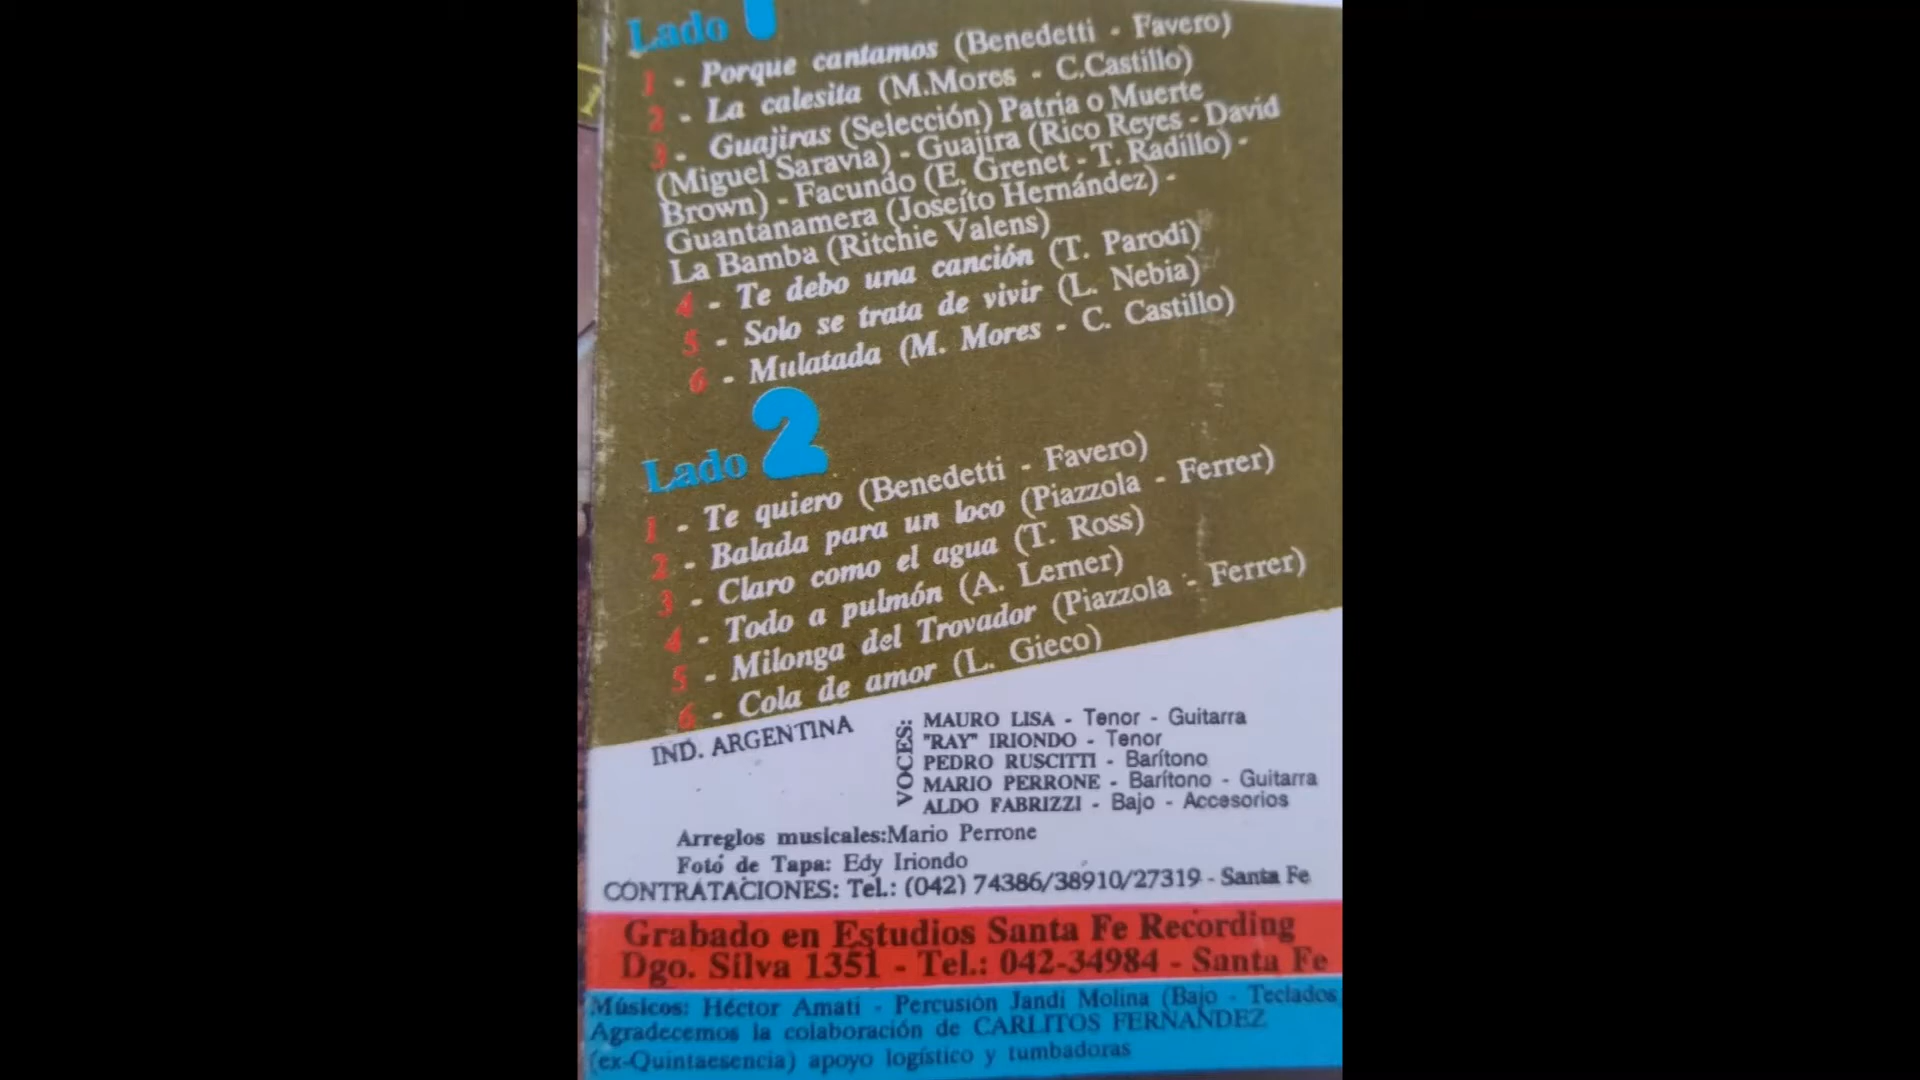 Lado 1
1 - Porque cantamos (Benedetti - Favero)
2 - La calesita (M.Mores - C.Castillo)
3 - Guajiras (Selección) Patria o Muerte
(Miguel Saravia) - Guajira (Rico Reyes - David
Brown) - Facundo (E. Grenet - T. Radillo) -
Guantanamera (Joseíto Hernández) -
La Bamba (Ritchie Valens)
4 - Te debo una canción (T. Parodi)
5 - Solo se trata de vivir (L. Nebia)
6 - Mulatada (M. Mores - C. Castillo)
Lado 2
1 - Te quiero (Benedetti - Favero)
2 - Balada para un loco (Piazzola - Ferrer)
3 - Claro como el agua (T. Ross)
4 - Todo a pulmón (A. Lerner)
5 - Milonga del Trovador (Piazzola - Ferrer)
6 - Cola de amor (L. Gieco)
IND. ARGENTINA
VOCES:
MAURO LISA - Tenor - Guitarra
"RAY" IRIONDO - Tenor
PEDRO RUSCITTI - Barítono
MARIO PERRONE - Barítono - Guitarra
ALDO FABRIZZI - Bajo - Accesorios
Arreglos musicales:Mario Perrone
Foto de Tapa: Edy Iriondo
CONTRATACIONES: Tel.: (042) 74386/38910/27319 - Santa Fe
Grabado en Estudios Santa Fe Recording
Dgo. Silva 1351 - Tel.: 042-34984 - Santa Fe
Músicos: Héctor Amati - Percusión Jandi Molina (Bajo - Teclados
Agradecemos la colaboración de CARLITOS FERNANDEZ
(ex-Quintaesencia) apoyo logístico y tumbadoras